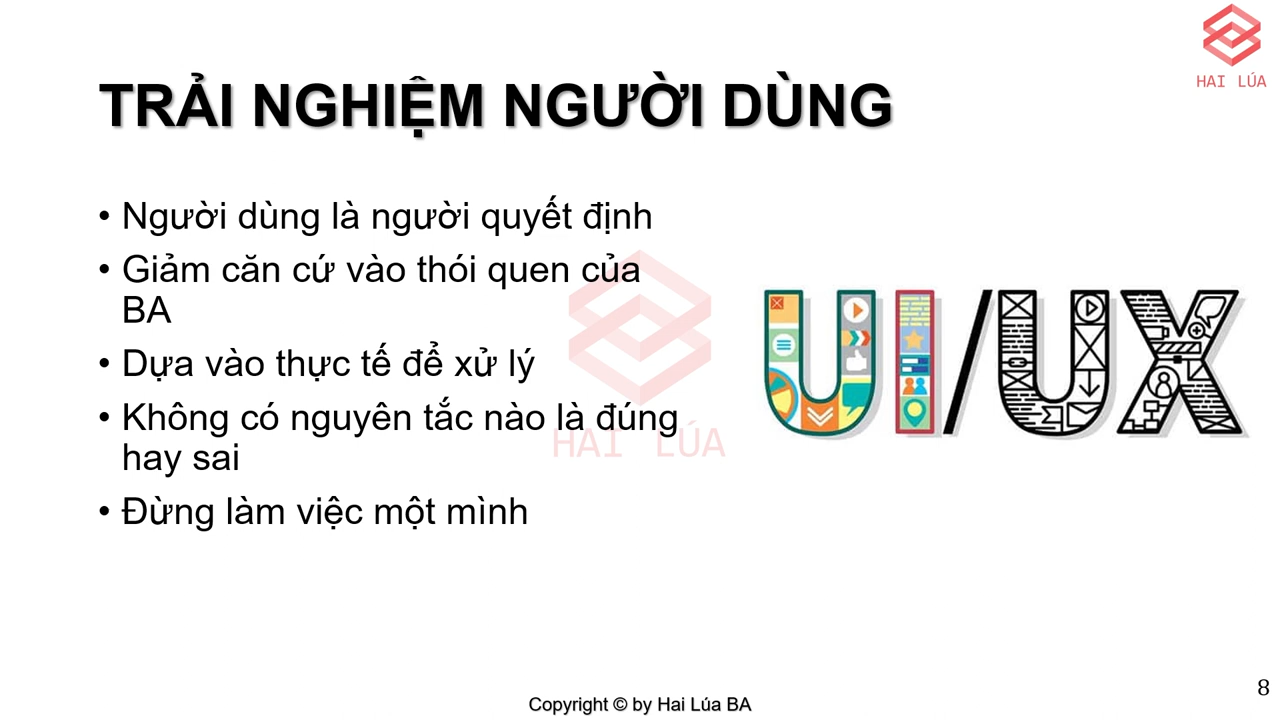 HAI LÚA
TRẢI NGHIỆM NGƯỜI DÙNG
• Người dùng là người quyết định
• Giảm căn cứ vào thói quen của
BA
• Dựa vào thực tế để xử lý
• Không có nguyên tắc nào là đúng
hay sai
• Đừng làm việc một mình
HAI LÚA
UI/UX
Copyright © by Hai Lúa BA
8